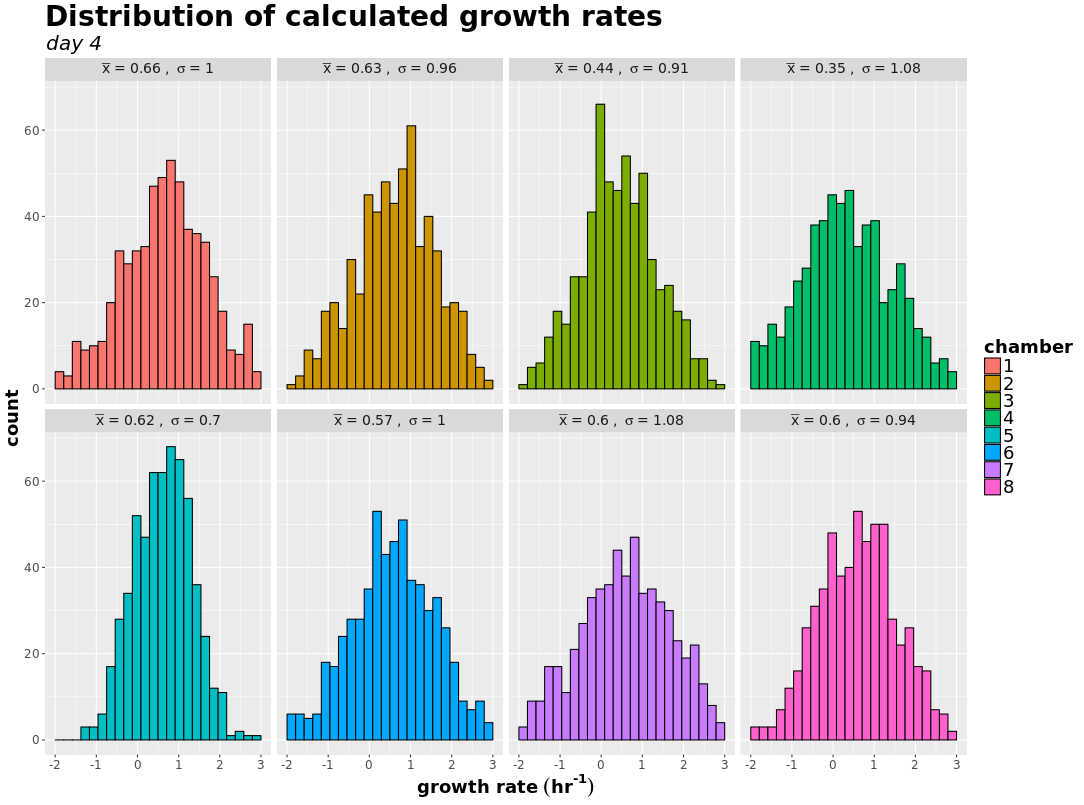 Distribution of calculated growth rates
day 4
x̅ = 0.66 , σ = 1
x̅ = 0.63 , σ = 0.96
x̅ = 0.44 , σ = 0.91
x̅ = 0.35 , σ = 1.08
60
40
20
0
x̅ = 0.62 , σ = 0.7
x̅ = 0.57 , σ = 1
x̅ = 0.6 , σ = 1.08
x̅ = 0.6 , σ = 0.94
60
40
20
0
-2 -1 0 1 2 3
-2 -1 0 1 2 3
-2 -1 0 1 2 3
-2 -1 0 1 2 3
count
growth rate (hr⁻¹)
chamber
1
2
3
4
5
6
7
8